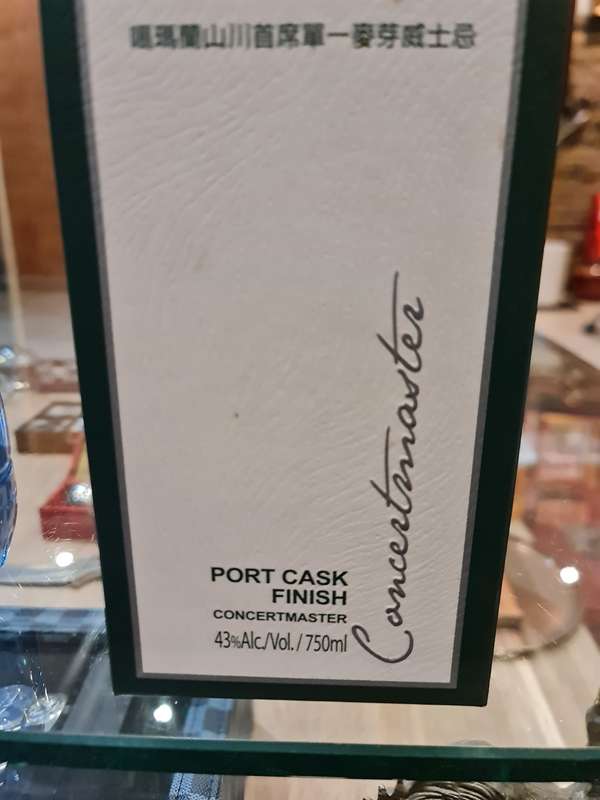 噶瑪蘭山川首席單一麥芽威士忌
Concertmaster
PORT CASK
FINISH
CONCERTMASTER
43%Alc./Vol. / 750ml